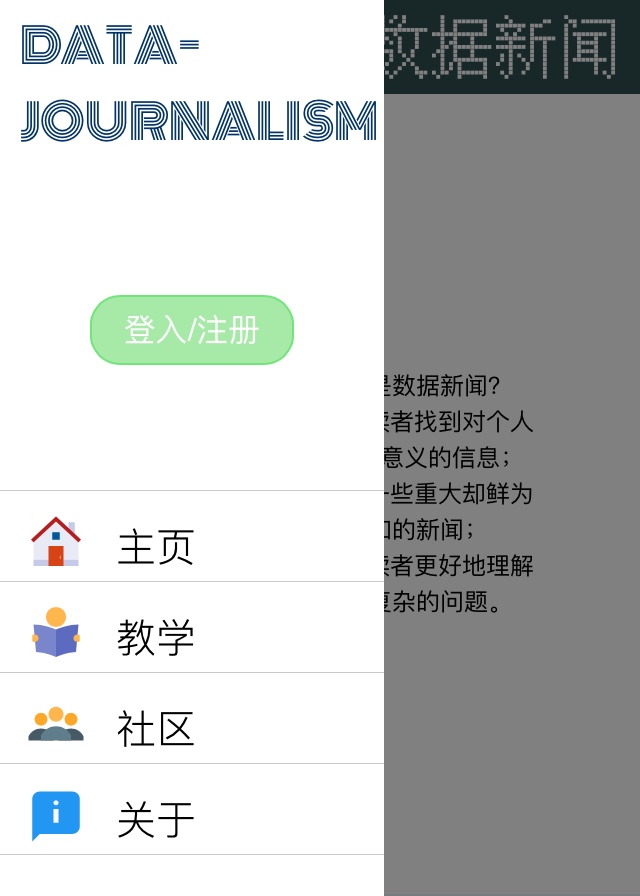 DATA-
JOURNALISM
登入/注册
主页
教学
社区
关于
数据新闻
是数据新闻?
读者找到对个人
意义的信息;
一些重大却鲜为
的新闻;
读者更好地理解
复杂的问题。